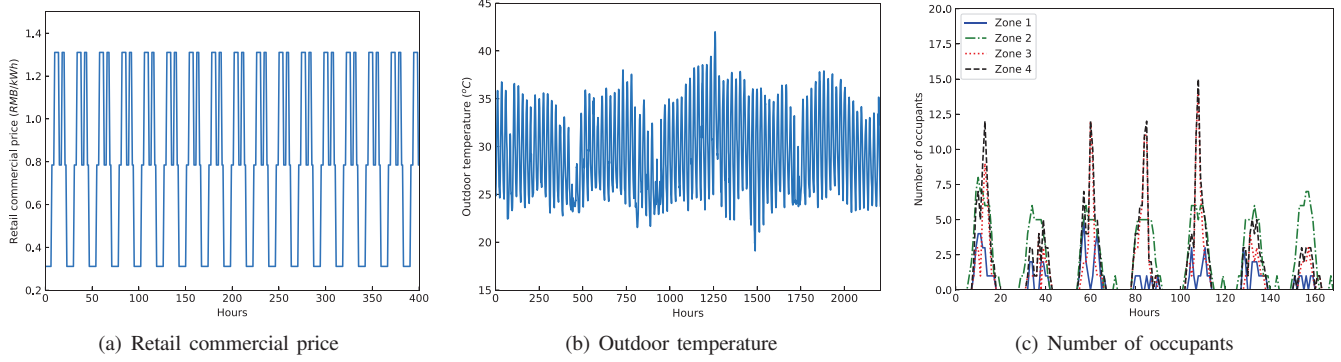 Retail commercial price (RMB/kWh)
1.4
1.2
1.0
0.8
0.6
0.4
0.2
0 50 100 150 200 250 300 350 400
Hours
(a) Retail commercial price
Outdoor temperature (°C)
45
40
35
30
25
20
15
0 250 500 750 1000 1250 1500 1750 2000
Hours
(b) Outdoor temperature
Number of occupants
20.0
17.5
15.0
12.5
10.0
7.5
5.0
2.5
0.0
Zone 1
Zone 2
Zone 3
Zone 4
0 20 40 60 80 100 120 140 160
Hours
(c) Number of occupants